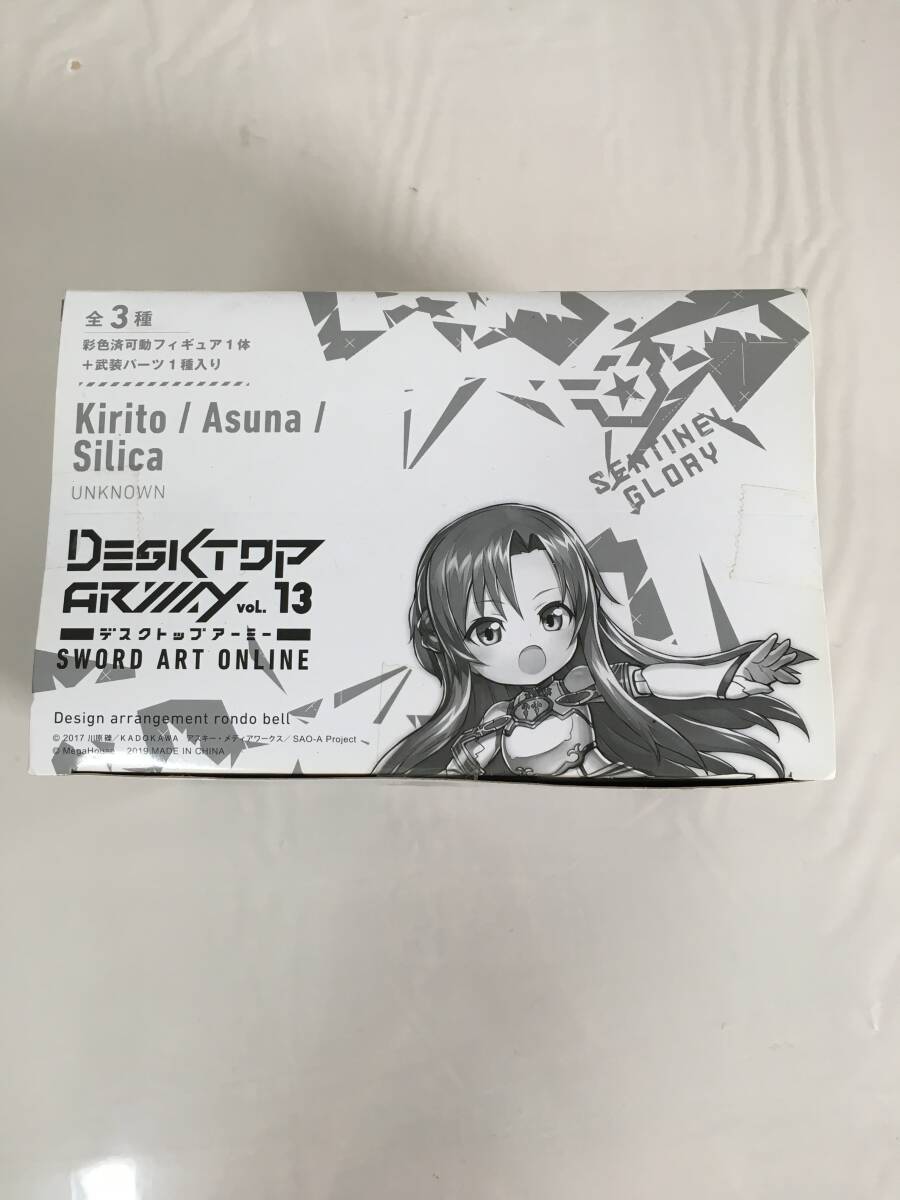 全3種
彩色済可動フィギュア1体
+武装パーツ1種入り
Kirito / Asuna /
Silica
UNKNOWN
SENTINEL
GLORY
DESKTOP
ARMY VOL. 13
デスクトップアーミー
SWORD ART ONLINE
Design arrangement rondo bell
© 2017 川原 礫/KADOKAWA アスキー・メディアワークス/SAO-A Project
© MegaHouse 2019 MADE IN CHINA